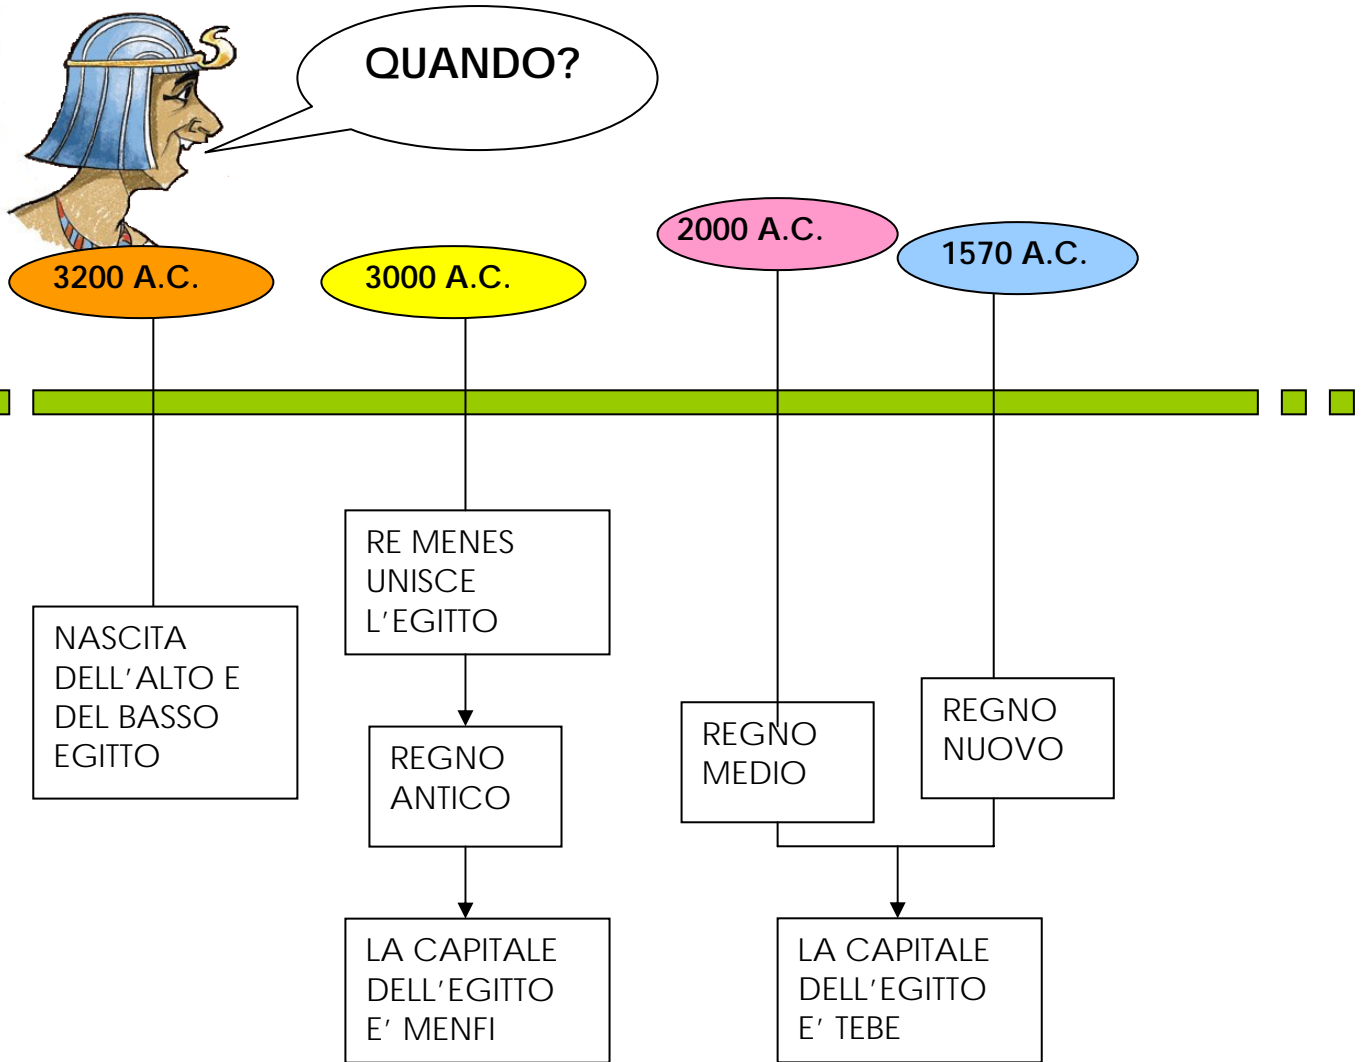 QUANDO?
3200 A.C.
3000 A.C.
2000 A.C.
1570 A.C.
NASCITA
DELL'ALTO E
DEL BASSO
EGITTO
RE MENES
UNISCE
L'EGITTO
REGNO
ANTICO
LA CAPITALE
DELL'EGITTO
E' MENFI
REGNO
MEDIO
REGNO
NUOVO
LA CAPITALE
DELL'EGITTO
E' TEBE